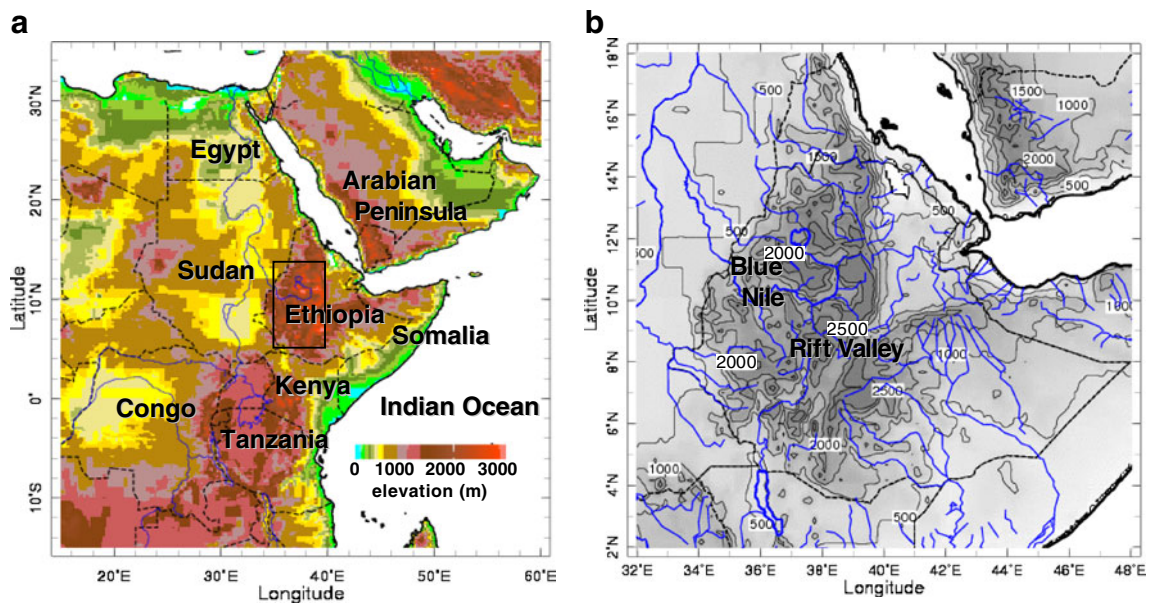 a
30°N
20°N
10°N
0°
10°S
Latitude
20°E
30°E
40°E
50°E
60°E
Longitude
Egypt
Arabian
Peninsula
Sudan
Ethiopia
Somalia
Kenya
Congo
Indian Ocean
Tanzania
0 1000 2000 3000
elevation (m)
b
18°N
16°N
14°N
12°N
10°N
8°N
6°N
4°N
2°N
Latitude
32°E
34°E
36°E
38°E
40°E
42°E
44°E
46°E
48°E
Longitude
500
1500
1000
1500
2000
500
500
500
500
2000
Blue
Nile
2500
Rift Valley
2000
1000
2500
2000
1000
500
500